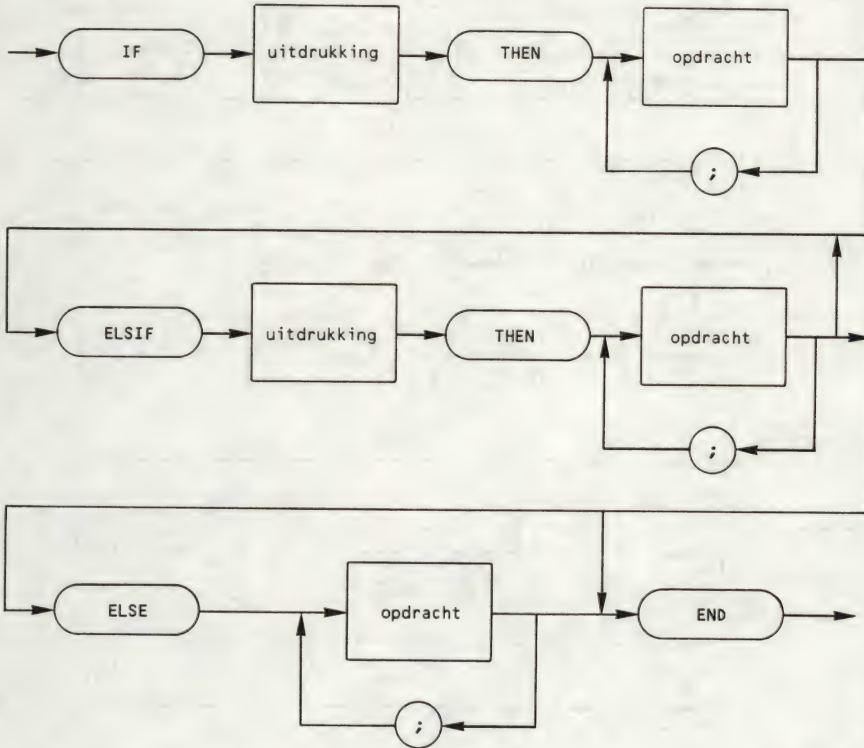 IF uitdrukking THEN opdracht
;
ELSIF uitdrukking THEN opdracht
;
ELSE opdracht END
;